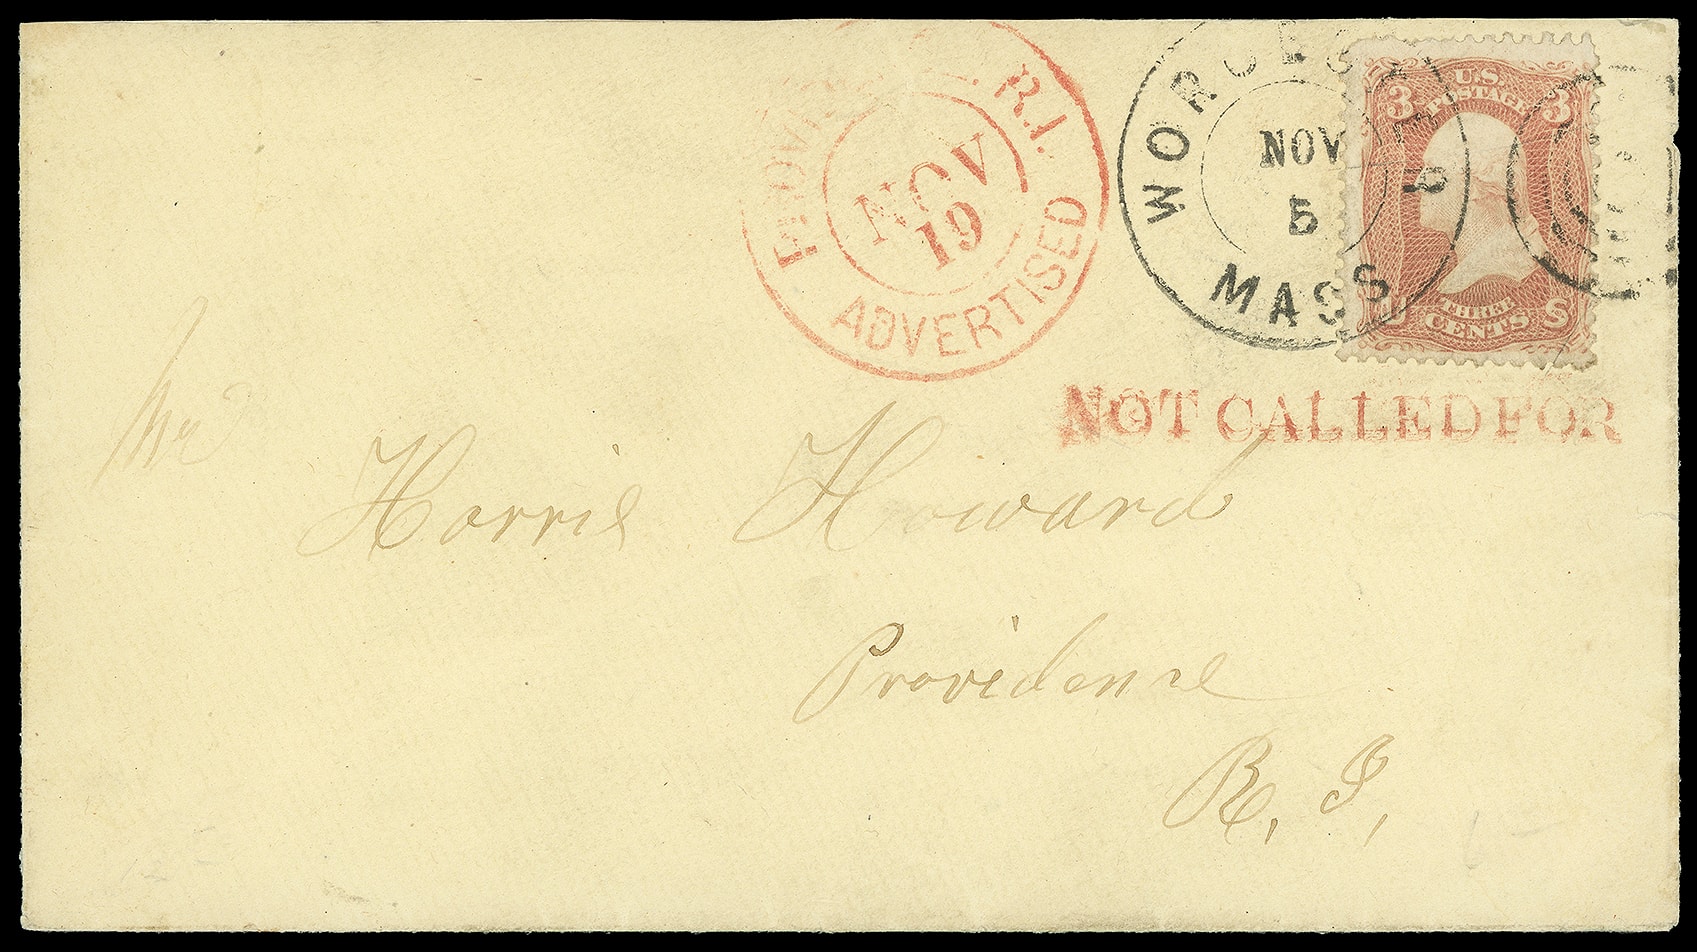 PROVIDENCE, R.I.
NOV
19
ADVERTISED
WORCESTER
NOV
5
MASS
U.S.
POSTAGE
3 3
THREE
CENTS
U S
NOT CALLED FOR
Harris Howard
Providence
R. I.,